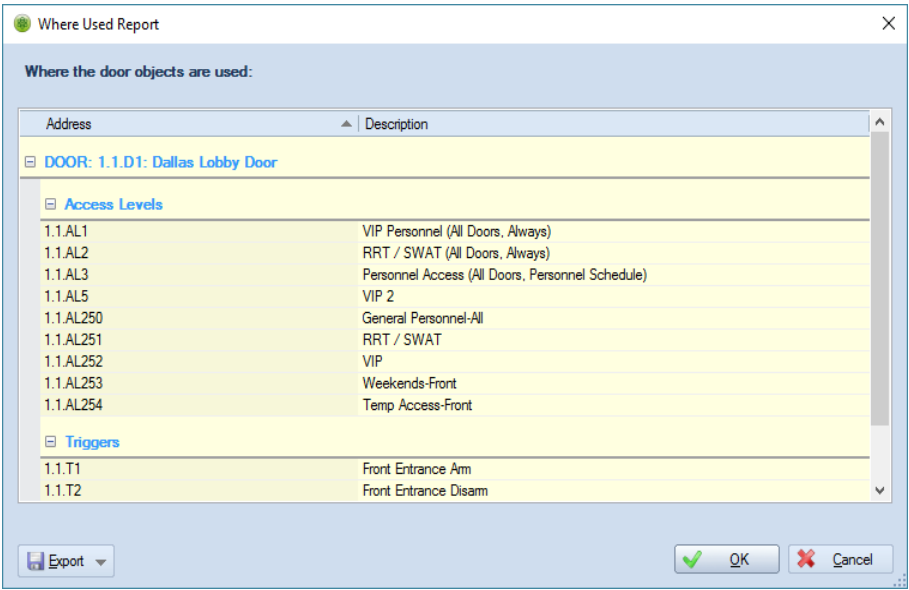 Where Used Report
Where the door objects are used:
Address Description
DOOR: 1.1.D1: Dallas Lobby Door
Access Levels
1.1.AL1 VIP Personnel (All Doors, Always)
1.1.AL2 RRT / SWAT (All Doors, Always)
1.1.AL3 Personnel Access (All Doors, Personnel Schedule)
1.1.AL5 VIP 2
1.1.AL250 General Personnel-All
1.1.AL251 RRT / SWAT
1.1.AL252 VIP
1.1.AL253 Weekends-Front
1.1.AL254 Temp Access-Front
Triggers
1.1.T1 Front Entrance Arm
1.1.T2 Front Entrance Disarm
Export OK Cancel